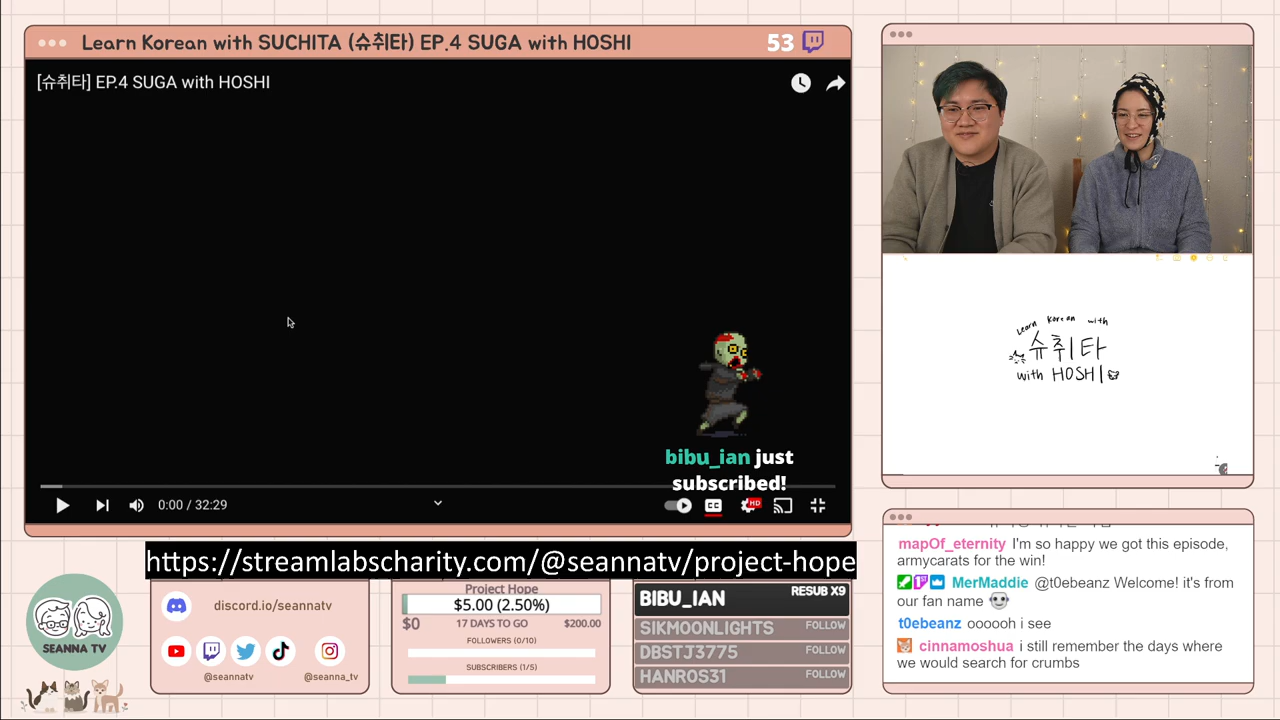 Learn Korean with SUCHITA (슈취타) EP.4 SUGA with HOSHI
53
[슈취타] EP.4 SUGA with HOSHI
bibu_ian just
subscribed!
0:00 / 32:29
CC
HD
Learn Korean with
슈취타
with HOSHI
https://streamlabscharity.com/@seannatv/project-hope
SEANNA TV
discord.io/seannatv
@seannatv
@seanna_tv
Project Hope
$5.00 (2.50%)
$0
17 DAYS TO GO
$200.00
FOLLOWERS (0/10)
SUBSCRIBERS (1/5)
BIBU_IAN RESUB X9
SIKMOONLIGHTS FOLLOW
DBSTJ3775 FOLLOW
HANROS31 FOLLOW
mapOf_eternity I'm so happy we got this episode,
armycarats for the win!
MerMaddie @t0ebeanz Welcome! it's from
our fan name
t0ebeanz oooooh i see
cinnamoshua i still remember the days where
we would search for crumbs